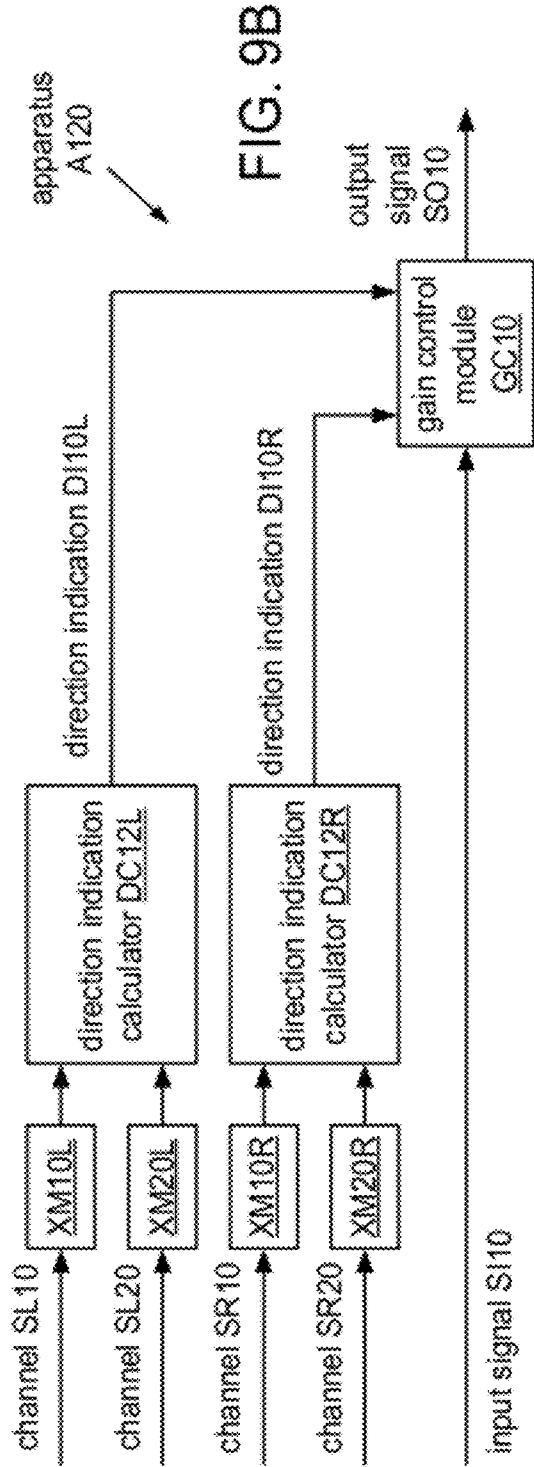 apparatus
A120
FIG. 9B
channel SL10
XM10L
channel SL20
XM20L
direction indication
calculator DC12L
direction indication DI10L
channel SR10
XM10R
channel SR20
XM20R
direction indication
calculator DC12R
direction indication DI10R
input signal SI10
gain control
module
GC10
output
signal
SO10